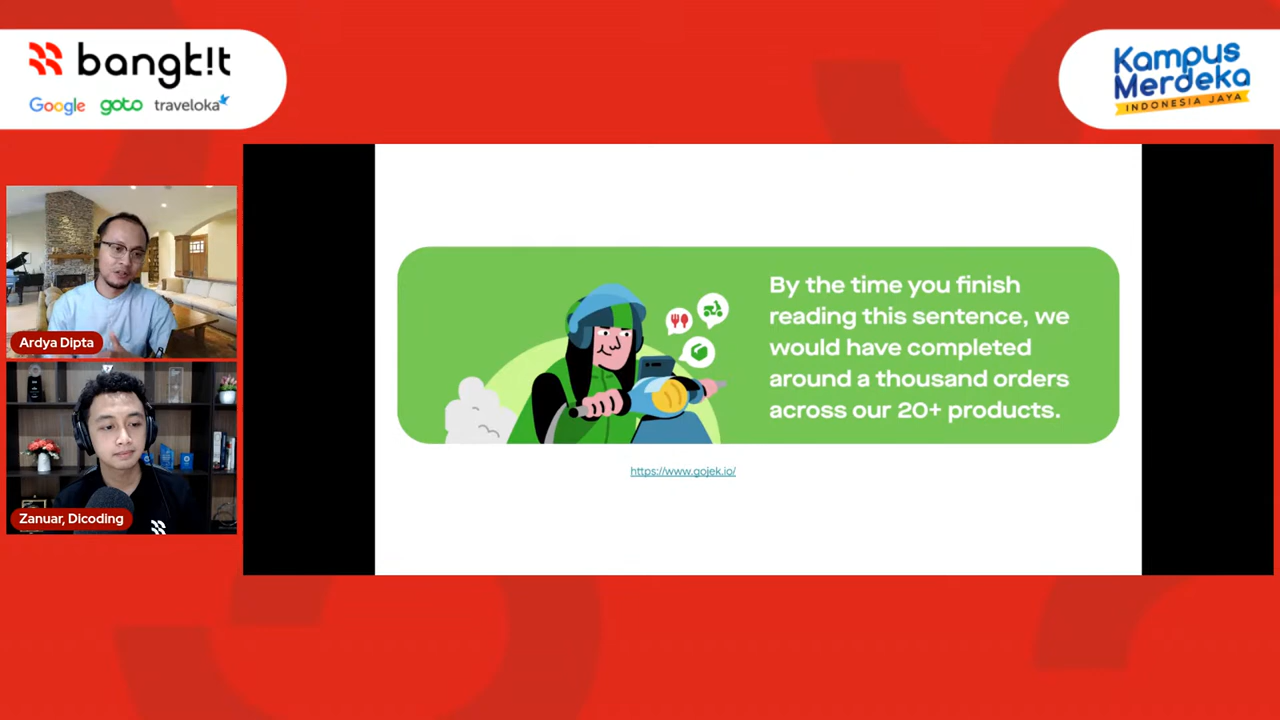 bangk!t
Google goto traveloka
Kampus
Merdeka
INDONESIA JAYA
Ardya Dipta
Zanuar, Dicoding
By the time you finish
reading this sentence, we
would have completed
around a thousand orders
across our 20+ products.
https://www.gojek.io/